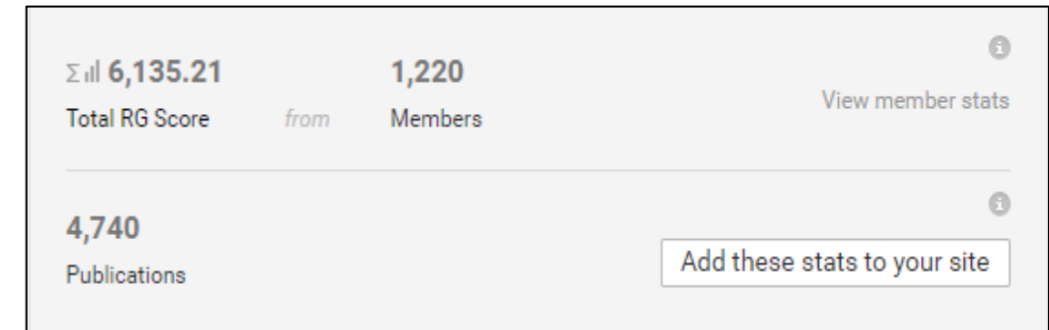 Σ 6,135.21 1,220
Total RG Score from Members
View member stats
4,740
Publications
Add these stats to your site